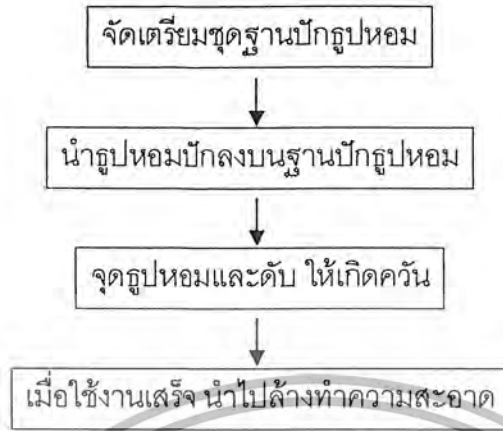 จัดเตรียมชุดฐานปักธูปหอม
นำธูปหอมปักลงบนฐานปักธูปหอม
จุดธูปหอมและดับ ให้เกิดควัน
เมื่อใช้งานเสร็จ นำไปล้างทำความสะอาด